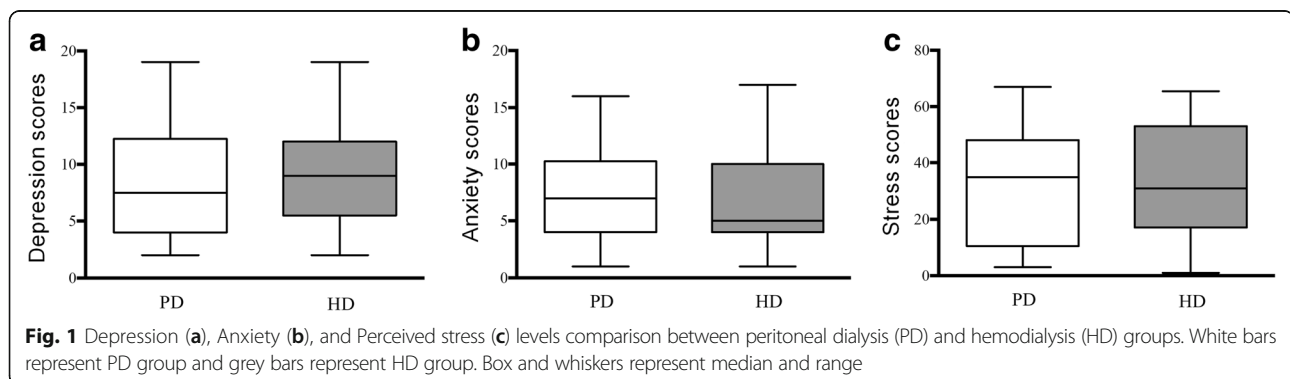 a
20
15
10
5
0
Depression scores
PD
HD
b
20
15
10
5
0
Anxiety scores
PD
HD
c
80
60
40
20
0
Stress scores
PD
HD
Fig. 1 Depression (a), Anxiety (b), and Perceived stress (c) levels comparison between peritoneal dialysis (PD) and hemodialysis (HD) groups. White bars
represent PD group and grey bars represent HD group. Box and whiskers represent median and range